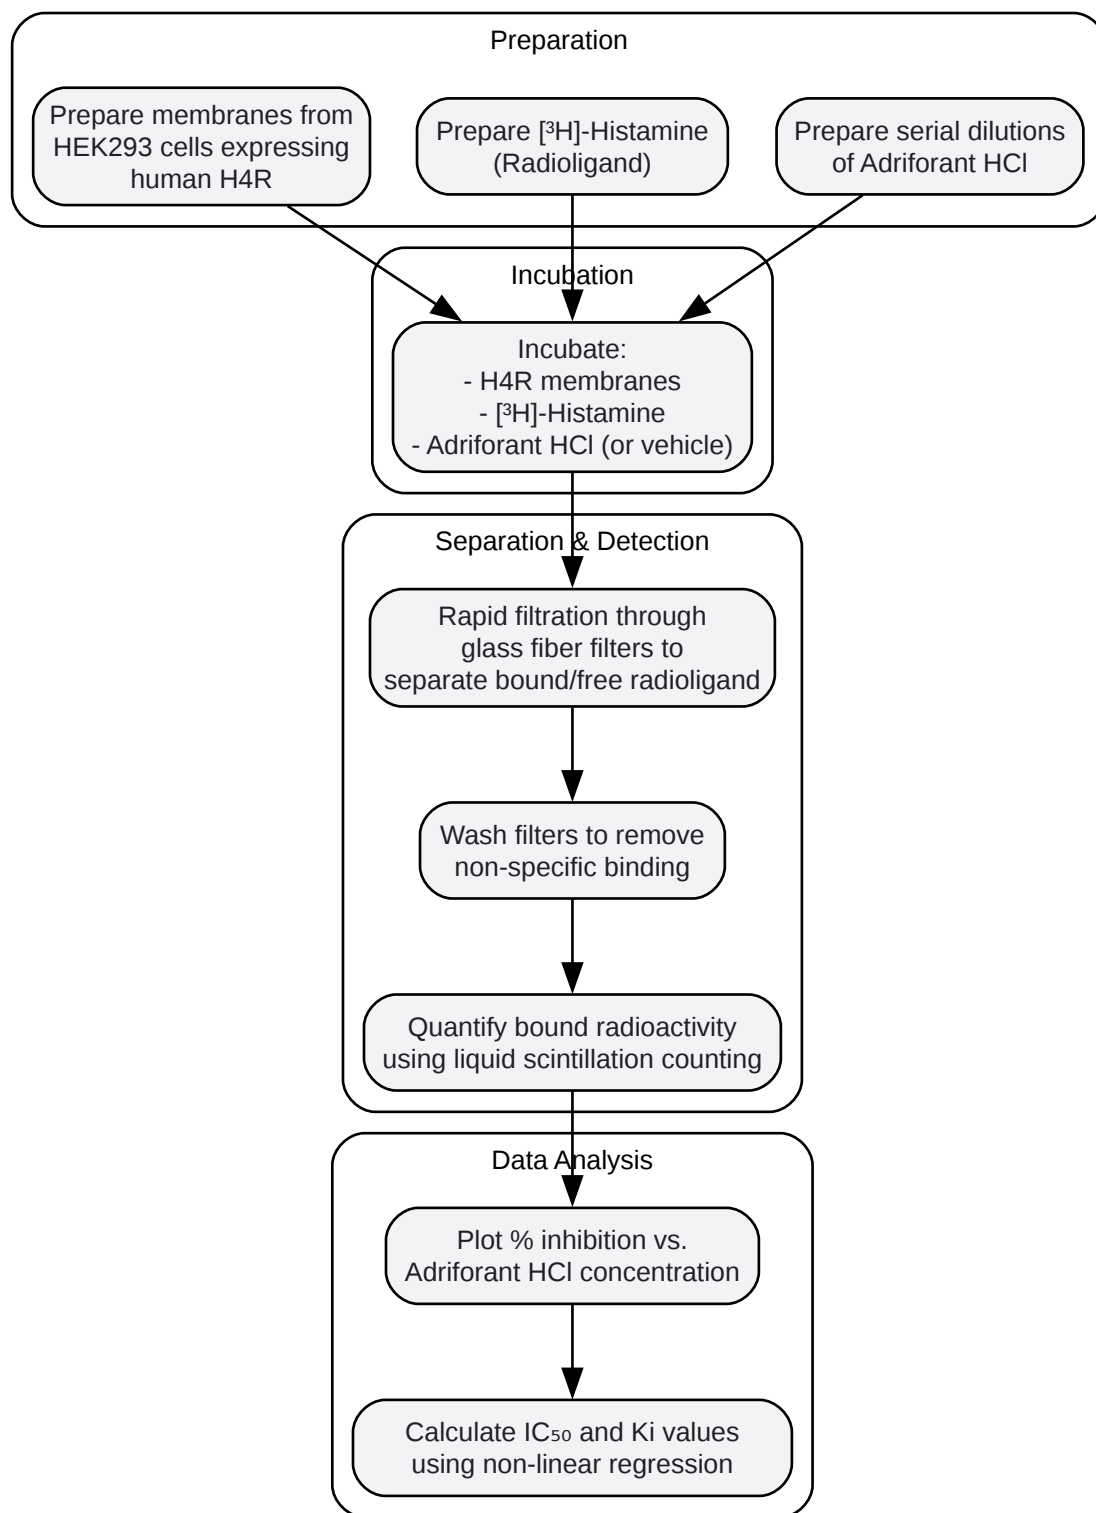 Preparation
Prepare membranes from
HEK293 cells expressing
human H4R
Prepare [³H]-Histamine
(Radioligand)
Prepare serial dilutions
of Adriforant HCl
Incubation
Incubate:
- H4R membranes
- [³H]-Histamine
- Adriforant HCl (or vehicle)
Separation & Detection
Rapid filtration through
glass fiber filters to
separate bound/free radioligand
Wash filters to remove
non-specific binding
Quantify bound radioactivity
using liquid scintillation counting
Data Analysis
Plot % inhibition vs.
Adriforant HCl concentration
Calculate IC₅₀ and Ki values
using non-linear regression